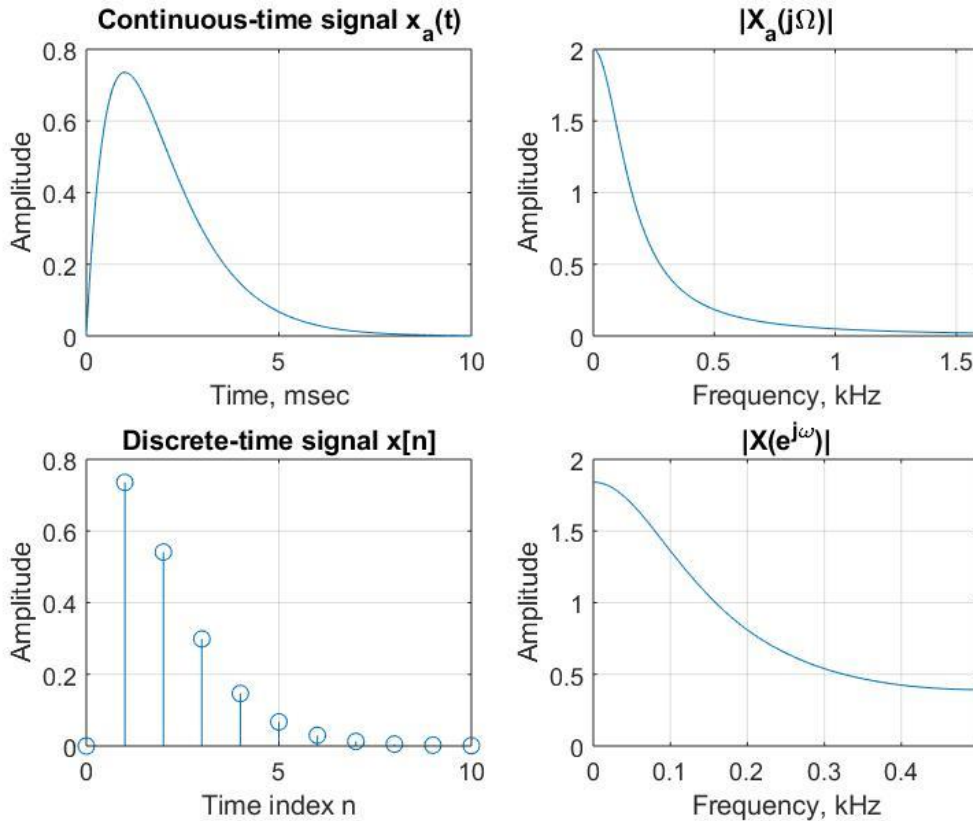 Continuous-time signal x_a(t)
Amplitude
0.8
0.6
0.4
0.2
0
0 5 10
Time, msec
|X_a(jΩ)|
Amplitude
2
1.5
1
0.5
0
0 0.5 1 1.5
Frequency, kHz
Discrete-time signal x[n]
Amplitude
0.8
0.6
0.4
0.2
0
0 5 10
Time index n
|X(e^{jω})|
Amplitude
2
1.5
1
0.5
0
0 0.1 0.2 0.3 0.4
Frequency, kHz